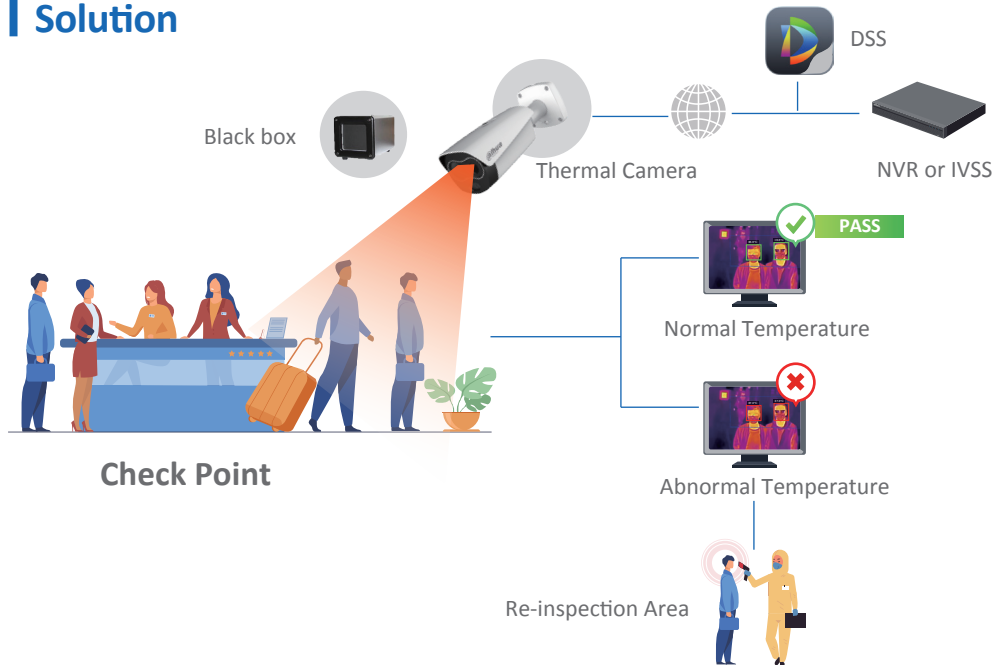 Solution
DSS
Black box
Thermal Camera
NVR or IVSS
PASS
Normal Temperature
Check Point
Abnormal Temperature
Re-inspection Area